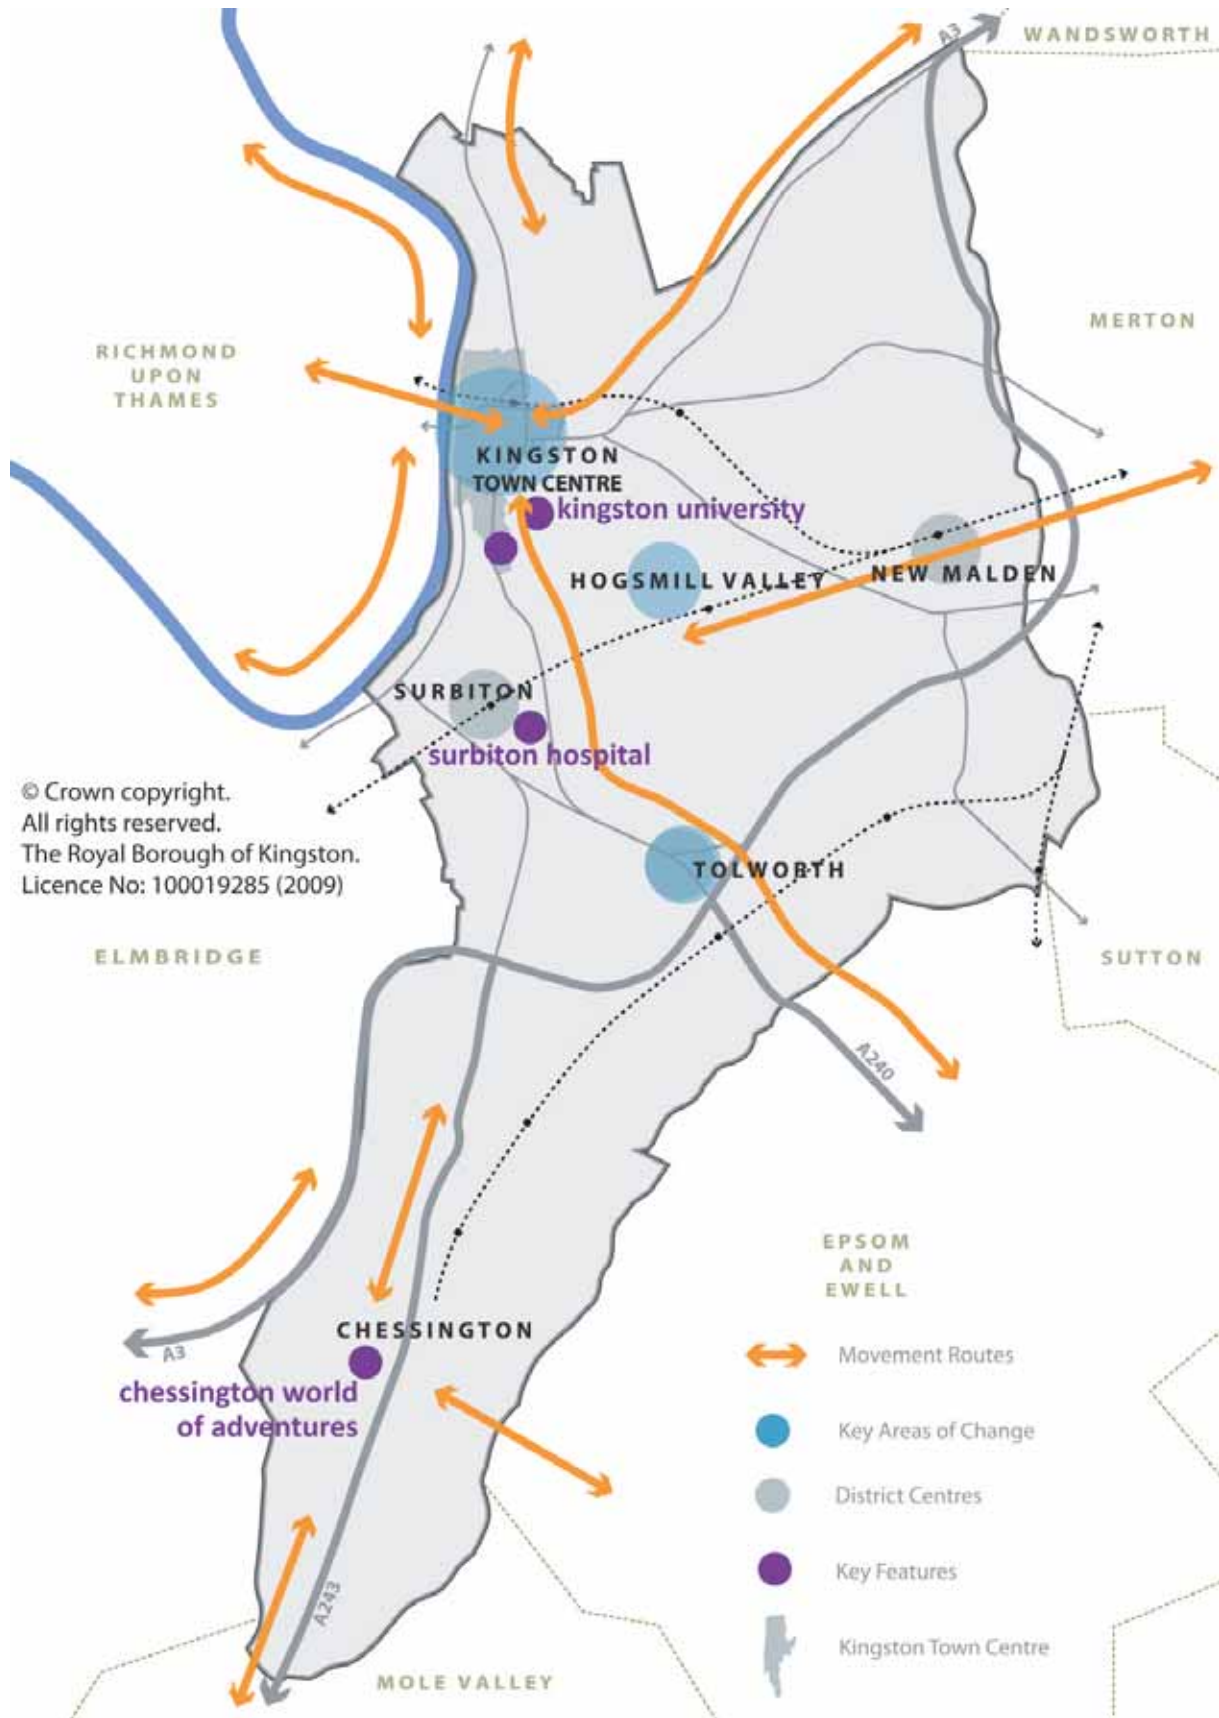 A3
WANDSWORTH
MERTON
RICHMOND
UPON
THAMES
KINGSTON
TOWN CENTRE
kingston university
HOGSMILL VALLEY
NEW MALDEN
SURBITON
surbiton hospital
© Crown copyright.
All rights reserved.
The Royal Borough of Kingston.
Licence No: 100019285 (2009)
TOLWORTH
ELMBRIDGE
SUTTON
A240
EPSOM
AND
EWELL
CHESSINGTON
A3
chessington world
of adventures
A243
MOLE VALLEY
Movement Routes
Key Areas of Change
District Centres
Key Features
Kingston Town Centre